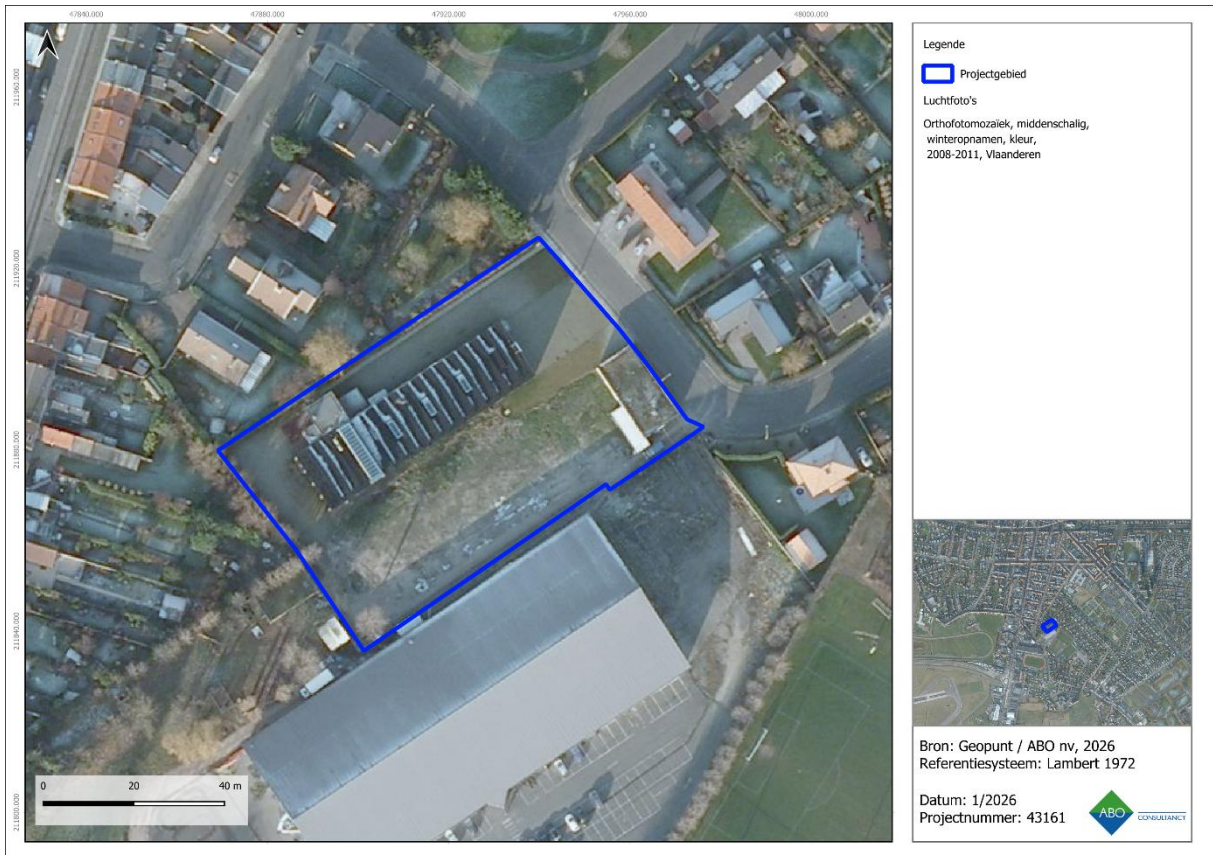 47840.000
47880.000
47920.000
47960.000
48000.000
211960.000
211920.000
211880.000
211840.000
211800.000
0 20 40 m
Legende
Projectgebied
Luchtfoto's
Orthofotomozaïek, middenschalig,
winteropnamen, kleur,
2008-2011, Vlaanderen
Bron: Geopunt / ABO nv, 2026
Referentiesysteem: Lambert 1972
Datum: 1/2026
Projectnummer: 43161
ABO CONSULTANCY